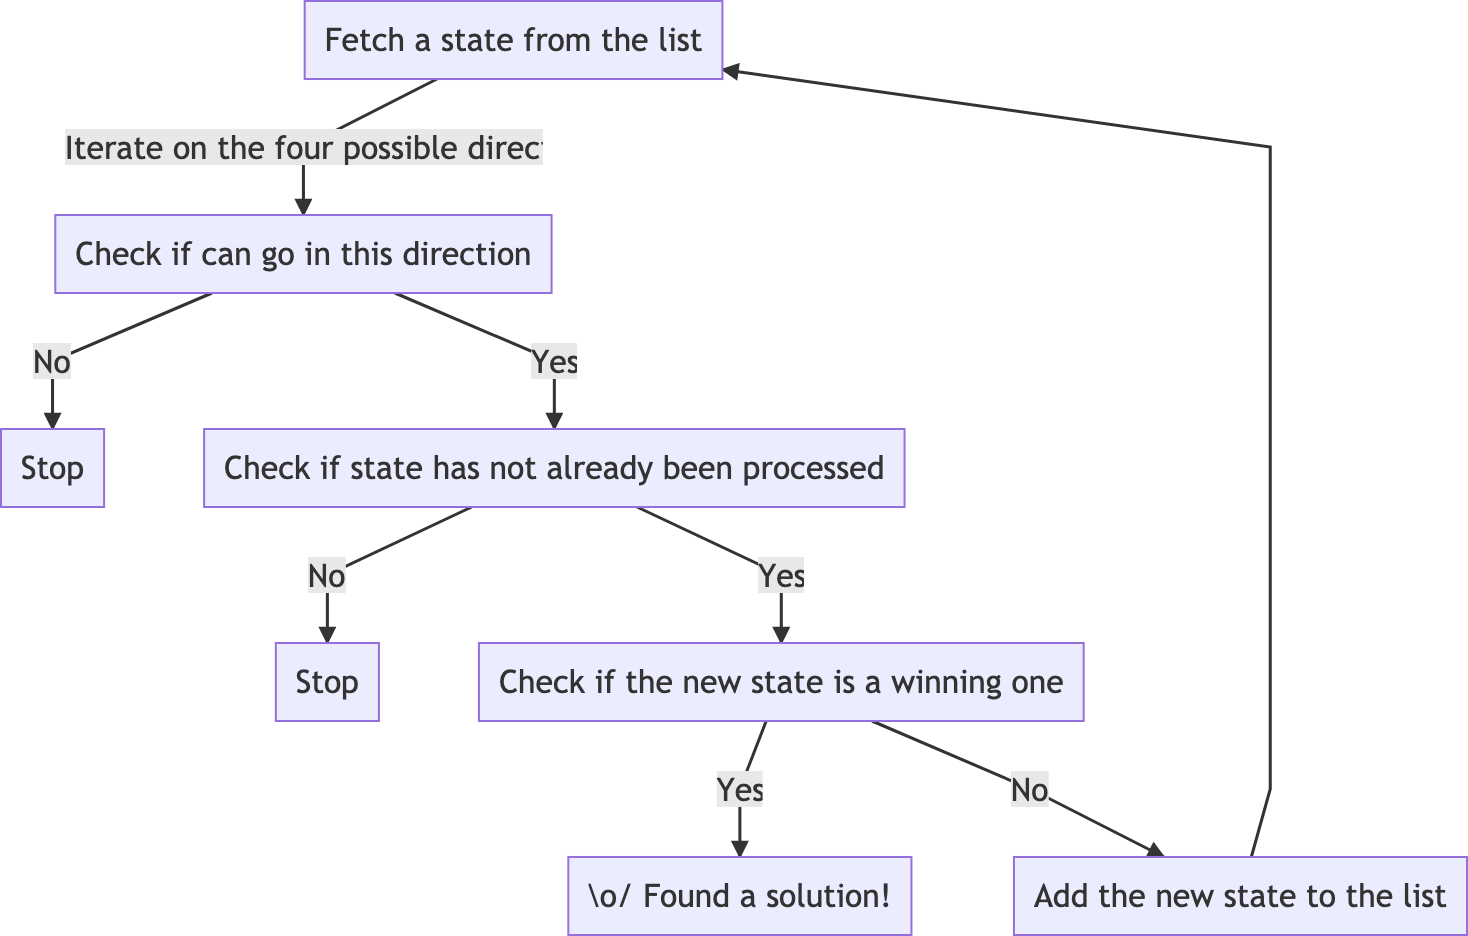 Fetch a state from the list
Iterate on the four possible
Check if can go in this direction
No
Yes
Stop
Check if state has not already been processed
No
Yes
Stop
Check if the new state is a winning one
Yes
No
\o/ Found a solution!
Add the new state to the list